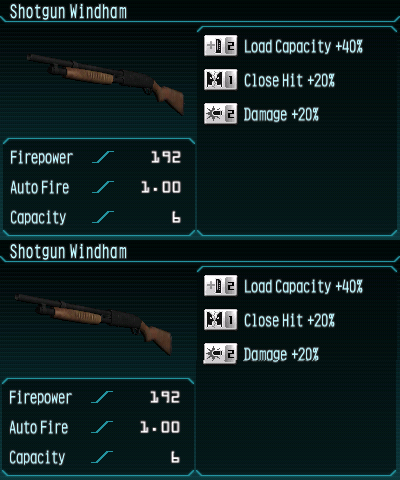 Shotgun Windham
2 Load Capacity +40%
1 Close Hit +20%
2 Damage +20%
Firepower 192
Auto Fire 1.00
Capacity 6
Shotgun Windham
2 Load Capacity +40%
1 Close Hit +20%
2 Damage +20%
Firepower 192
Auto Fire 1.00
Capacity 6